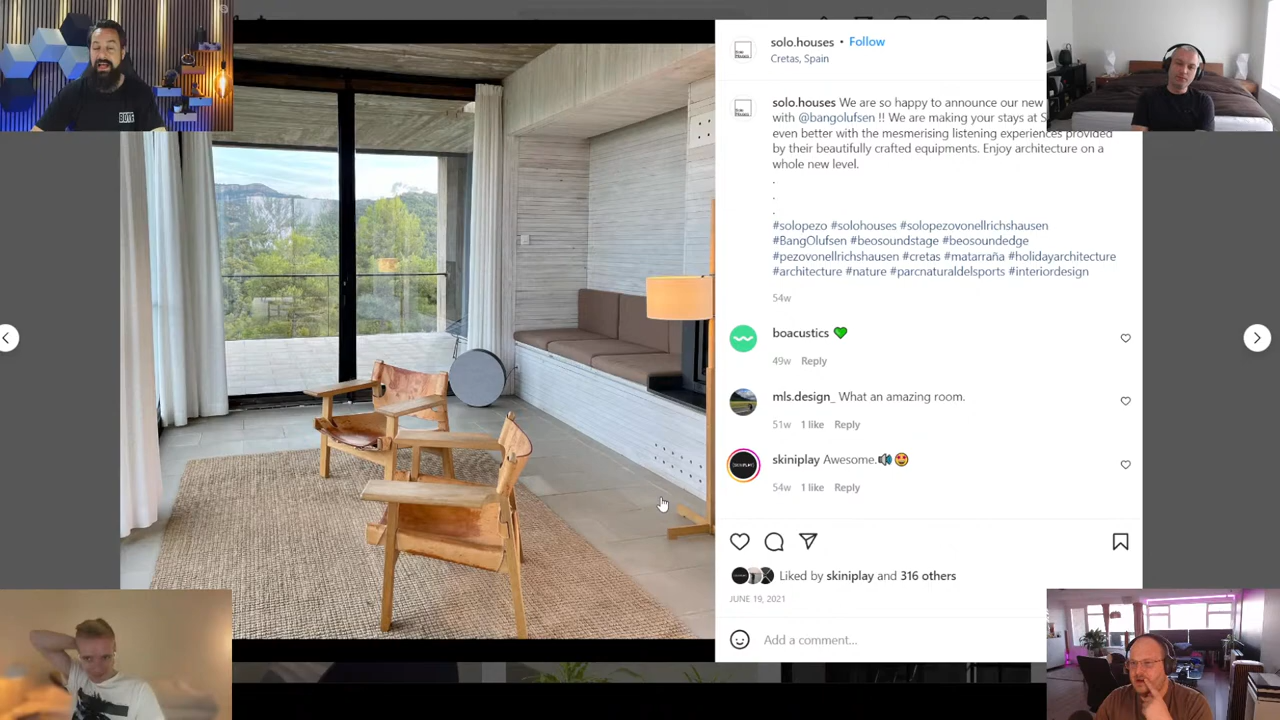 solo.houses • Follow
Cretas, Spain
solo.houses We are so happy to announce our new
with @bangolufsen !! We are making your stays at S
even better with the mesmerising listening experiences provided
by their beautifully crafted equipments. Enjoy architecture on a
whole new level.
.
.
.
#solopezo #solohouses #solopezovonellrichshausen
#BangOlufsen #beosoundstage #beosoundedge
#pezovonellrichshausen #cretas #matarraña #holidayarchitecture
#architecture #nature #parcnaturaldelsports #interiordesign
54w
boacustics 💚
49w Reply
mls.design_ What an amazing room.
51w 1 like Reply
skiniplay Awesome.🔊😍
54w 1 like Reply
Liked by skiniplay and 316 others
JUNE 19, 2021
Add a comment...